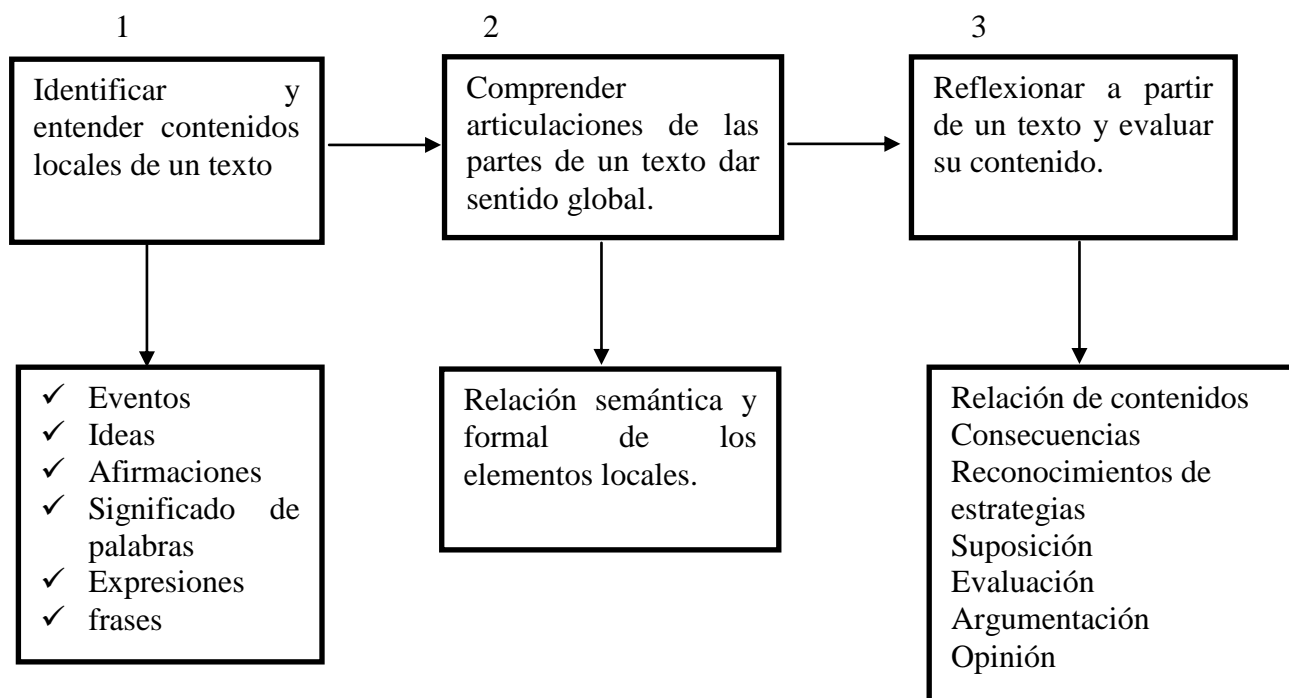 1
2
3
Identificar y
entender contenidos
locales de un texto
Comprender
articulaciones de las
partes de un texto dar
sentido global.
Reflexionar a partir
de un texto y evaluar
su contenido.
✓ Eventos
✓ Ideas
✓ Afirmaciones
✓ Significado de
palabras
✓ Expresiones
✓ frases
Relación semántica y
formal de los
elementos locales.
Relación de contenidos
Consecuencias
Reconocimientos de
estrategias
Suposición
Evaluación
Argumentación
Opinión